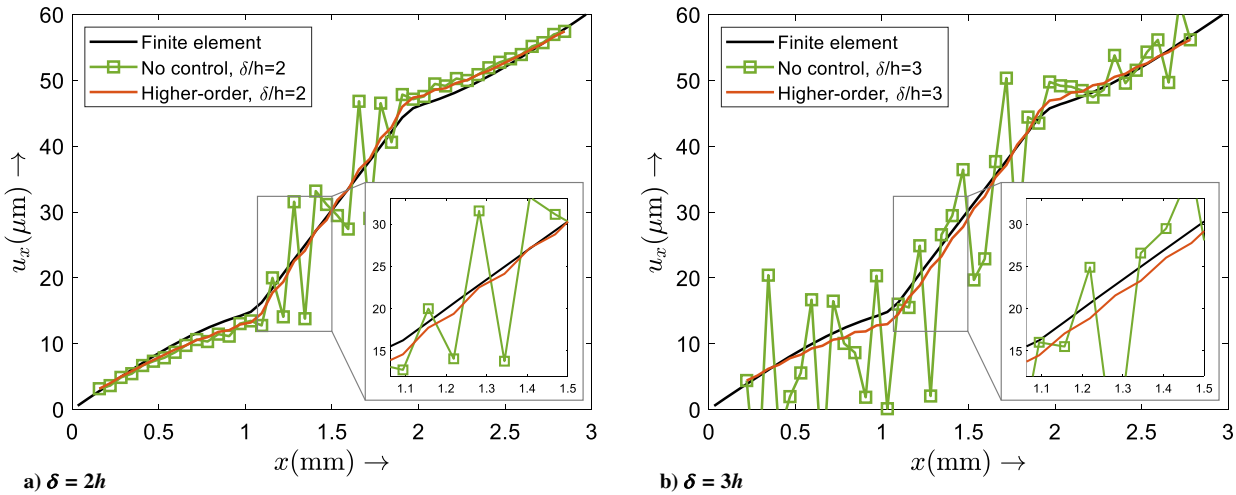 60
50
40
30
20
10
0
u_x(μm) →
Finite element
No control, δ/h=2
Higher-order, δ/h=2
30
25
20
15
1.1 1.2 1.3 1.4 1.5
0 0.5 1 1.5 2 2.5 3
x(mm) →
a) δ = 2h
60
50
40
30
20
10
0
u_x(μm) →
Finite element
No control, δ/h=3
Higher-order, δ/h=3
30
25
20
15
1.1 1.2 1.3 1.4 1.5
0 0.5 1 1.5 2 2.5 3
x(mm) →
b) δ = 3h